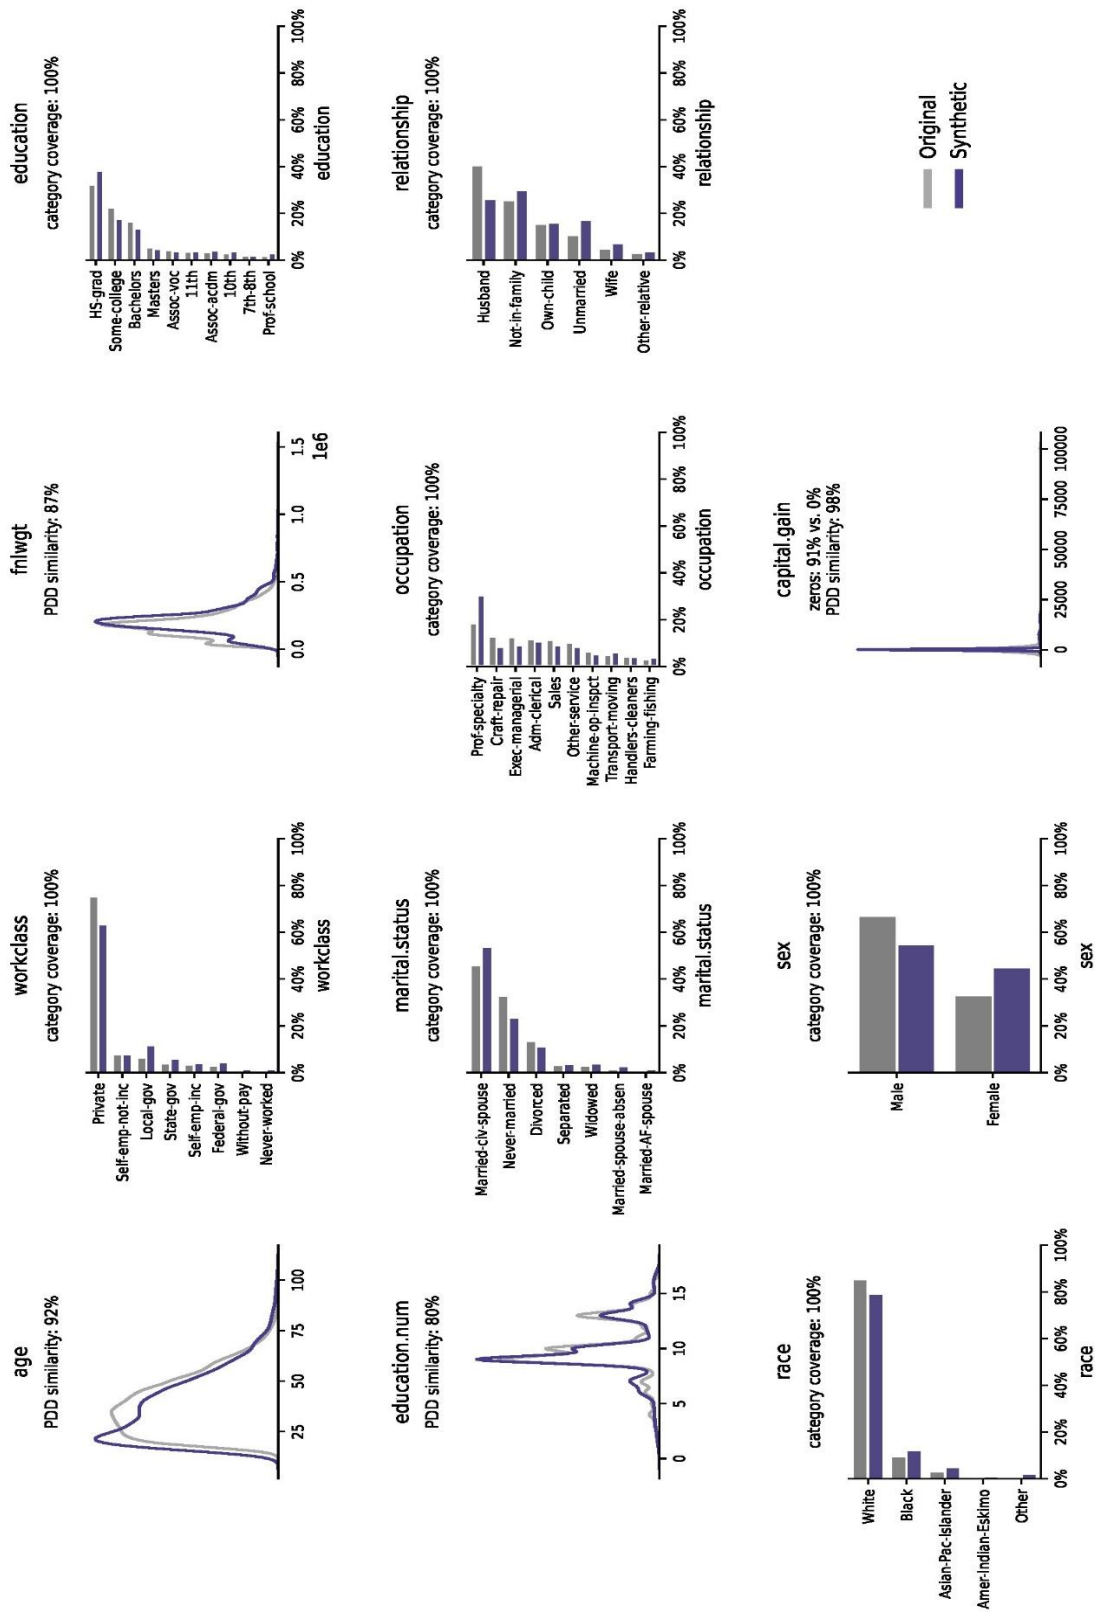 age
PDD similarity: 92%
25
50
75
100
workclass
category coverage: 100%
Private
Self-emp-not-inc
Local-gov
State-gov
Self-emp-inc
Federal-gov
Without-pay
Never-worked
0%
20%
40%
60%
80%
100%
workclass
fnlwgt
PDD similarity: 87%
0.0
0.5
1.0
1.5
1e6
education
category coverage: 100%
HS-grad
Some-college
Bachelors
Masters
Assoc-voc
11th
Assoc-acdm
10th
7th-8th
Prof-school
0%
20%
40%
60%
80%
100%
education
education.num
PDD similarity: 80%
0
5
10
15
marital.status
category coverage: 100%
Married-civ-spouse
Never-married
Divorced
Separated
Widowed
Married-spouse-absen
Married-AF-spouse
0%
20%
40%
60%
80%
100%
marital.status
occupation
category coverage: 100%
Prof-specialty
Craft-repair
Exec-managerial
Adm-clerical
Sales
Other-service
Machine-op-inspct
Transport-moving
Handlers-cleaners
Farming-fishing
0%
20%
40%
60%
80%
100%
occupation
relationship
category coverage: 100%
Husband
Not-in-family
Own-child
Unmarried
Wife
Other-relative
0%
20%
40%
60%
80%
100%
relationship
race
category coverage: 100%
White
Black
Asian-Pac-Islander
Amer-Indian-Eskimo
Other
0%
20%
40%
60%
80%
100%
race
sex
category coverage: 100%
Male
Female
0%
20%
40%
60%
80%
100%
sex
capital.gain
zeros: 91% vs. 0%
PDD similarity: 98%
0
25000
50000
75000
100000
Original
Synthetic